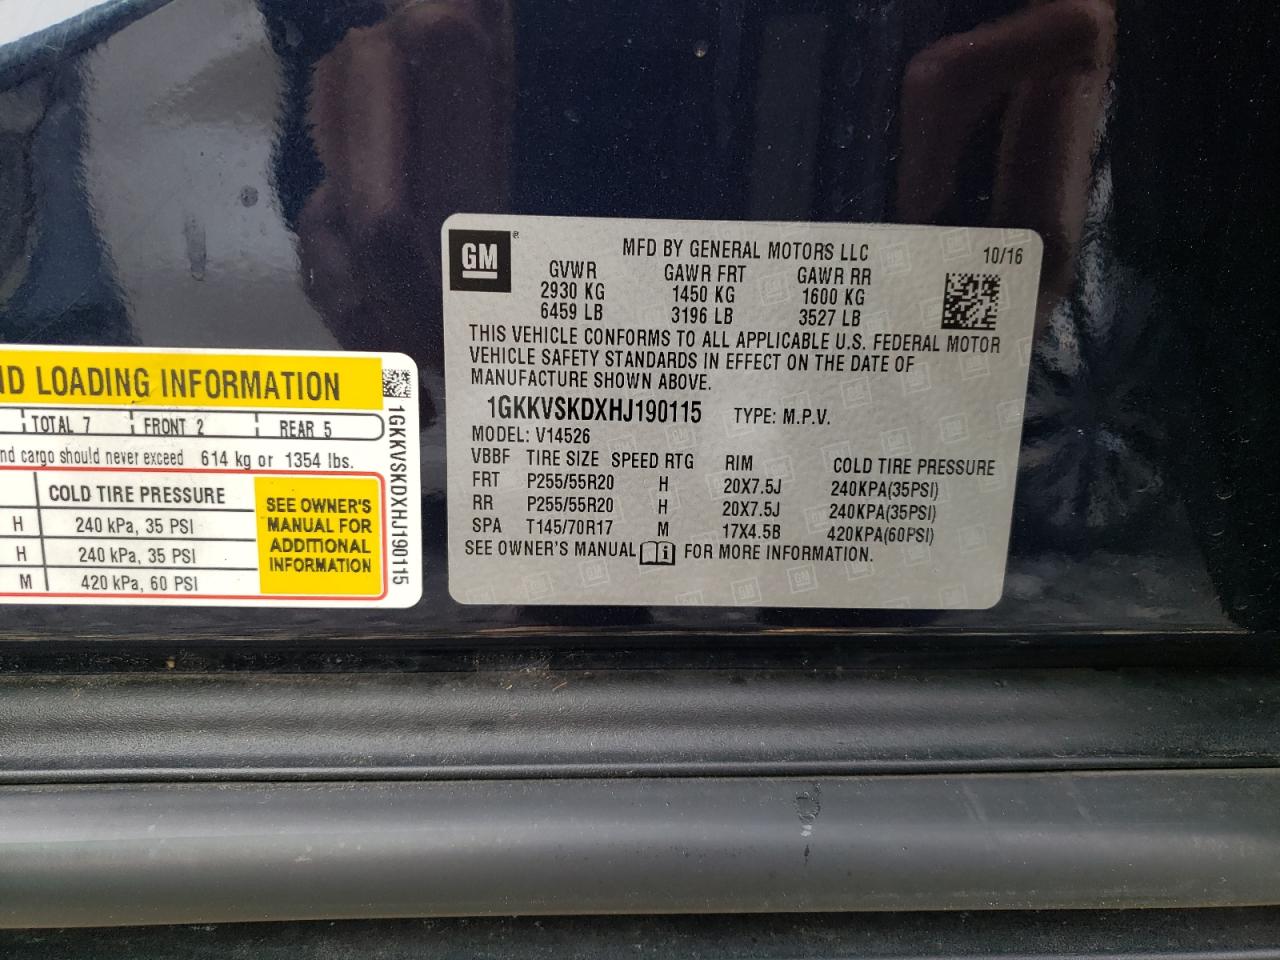 GM
®
MFD BY GENERAL MOTORS LLC
10/16
GVWR GAWR FRT GAWR RR
2930 KG 1450 KG 1600 KG
6459 LB 3196 LB 3527 LB
THIS VEHICLE CONFORMS TO ALL APPLICABLE U.S. FEDERAL MOTOR
VEHICLE SAFETY STANDARDS IN EFFECT ON THE DATE OF
MANUFACTURE SHOWN ABOVE.
1GKKVSKDXHJ190115 TYPE: M.P.V.
MODEL: V14526
VBBF TIRE SIZE SPEED RTG RIM COLD TIRE PRESSURE
FRT P255/55R20 H 20X7.5J 240KPA(35PSI)
RR P255/55R20 H 20X7.5J 240KPA(35PSI)
SPA T145/70R17 M 17X4.5B 420KPA(60PSI)
SEE OWNER'S MANUAL FOR MORE INFORMATION.
ND LOADING INFORMATION
TOTAL 7 FRONT 2 REAR 5
nd cargo should never exceed 614 kg or 1354 lbs.
COLD TIRE PRESSURE
H 240 kPa, 35 PSI
H 240 kPa, 35 PSI
M 420 kPa, 60 PSI
SEE OWNER'S
MANUAL FOR
ADDITIONAL
INFORMATION
1GKKVSKDXHJ190115